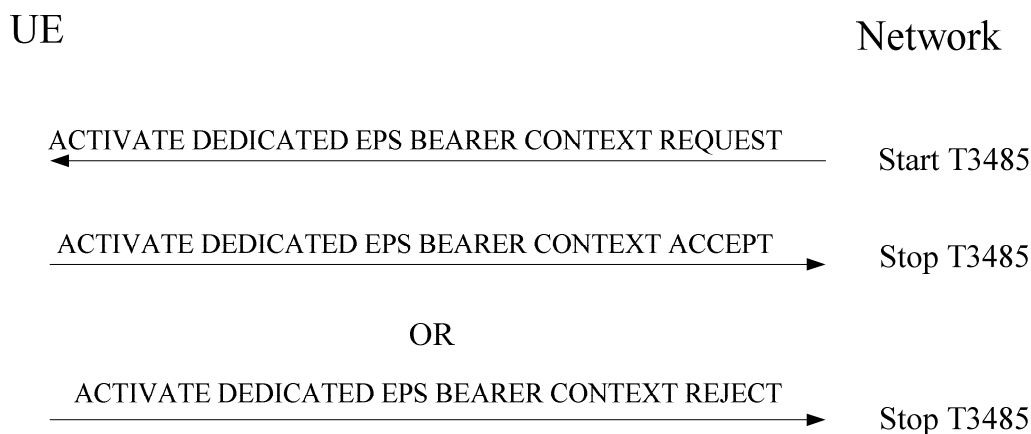 UE
Network
ACTIVATE DEDICATED EPS BEARER CONTEXT REQUEST
Start T3485
ACTIVATE DEDICATED EPS BEARER CONTEXT ACCEPT
Stop T3485
OR
ACTIVATE DEDICATED EPS BEARER CONTEXT REJECT
Stop T3485